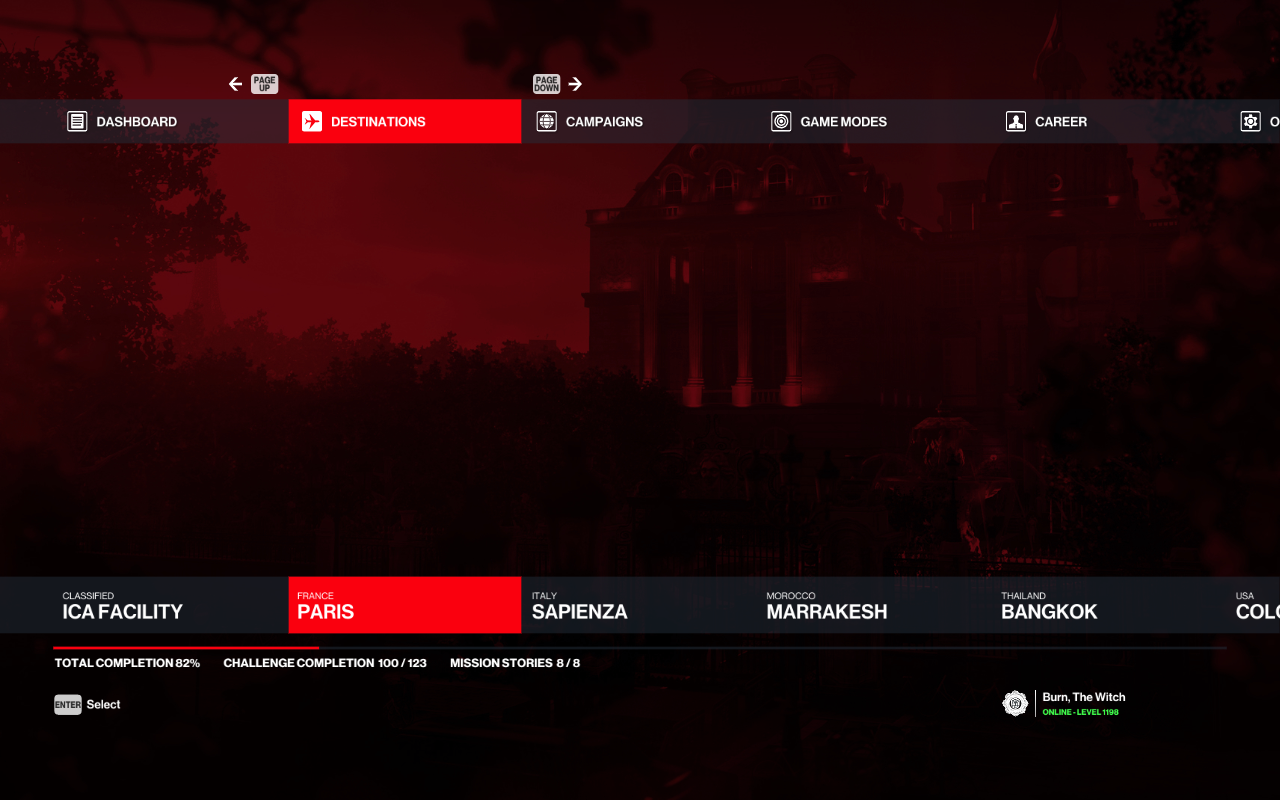 PAGE UP
PAGE DOWN
DASHBOARD
DESTINATIONS
CAMPAIGNS
GAME MODES
CAREER
O
CLASSIFIED
ICA FACILITY
FRANCE
PARIS
ITALY
SAPIENZA
MOROCCO
MARRAKESH
THAILAND
BANGKOK
USA
COLO
TOTAL COMPLETION 82%
CHALLENGE COMPLETION 100 / 123
MISSION STORIES 8 / 8
ENTER Select
Burn, The Witch
ONLINE - LEVEL 1198